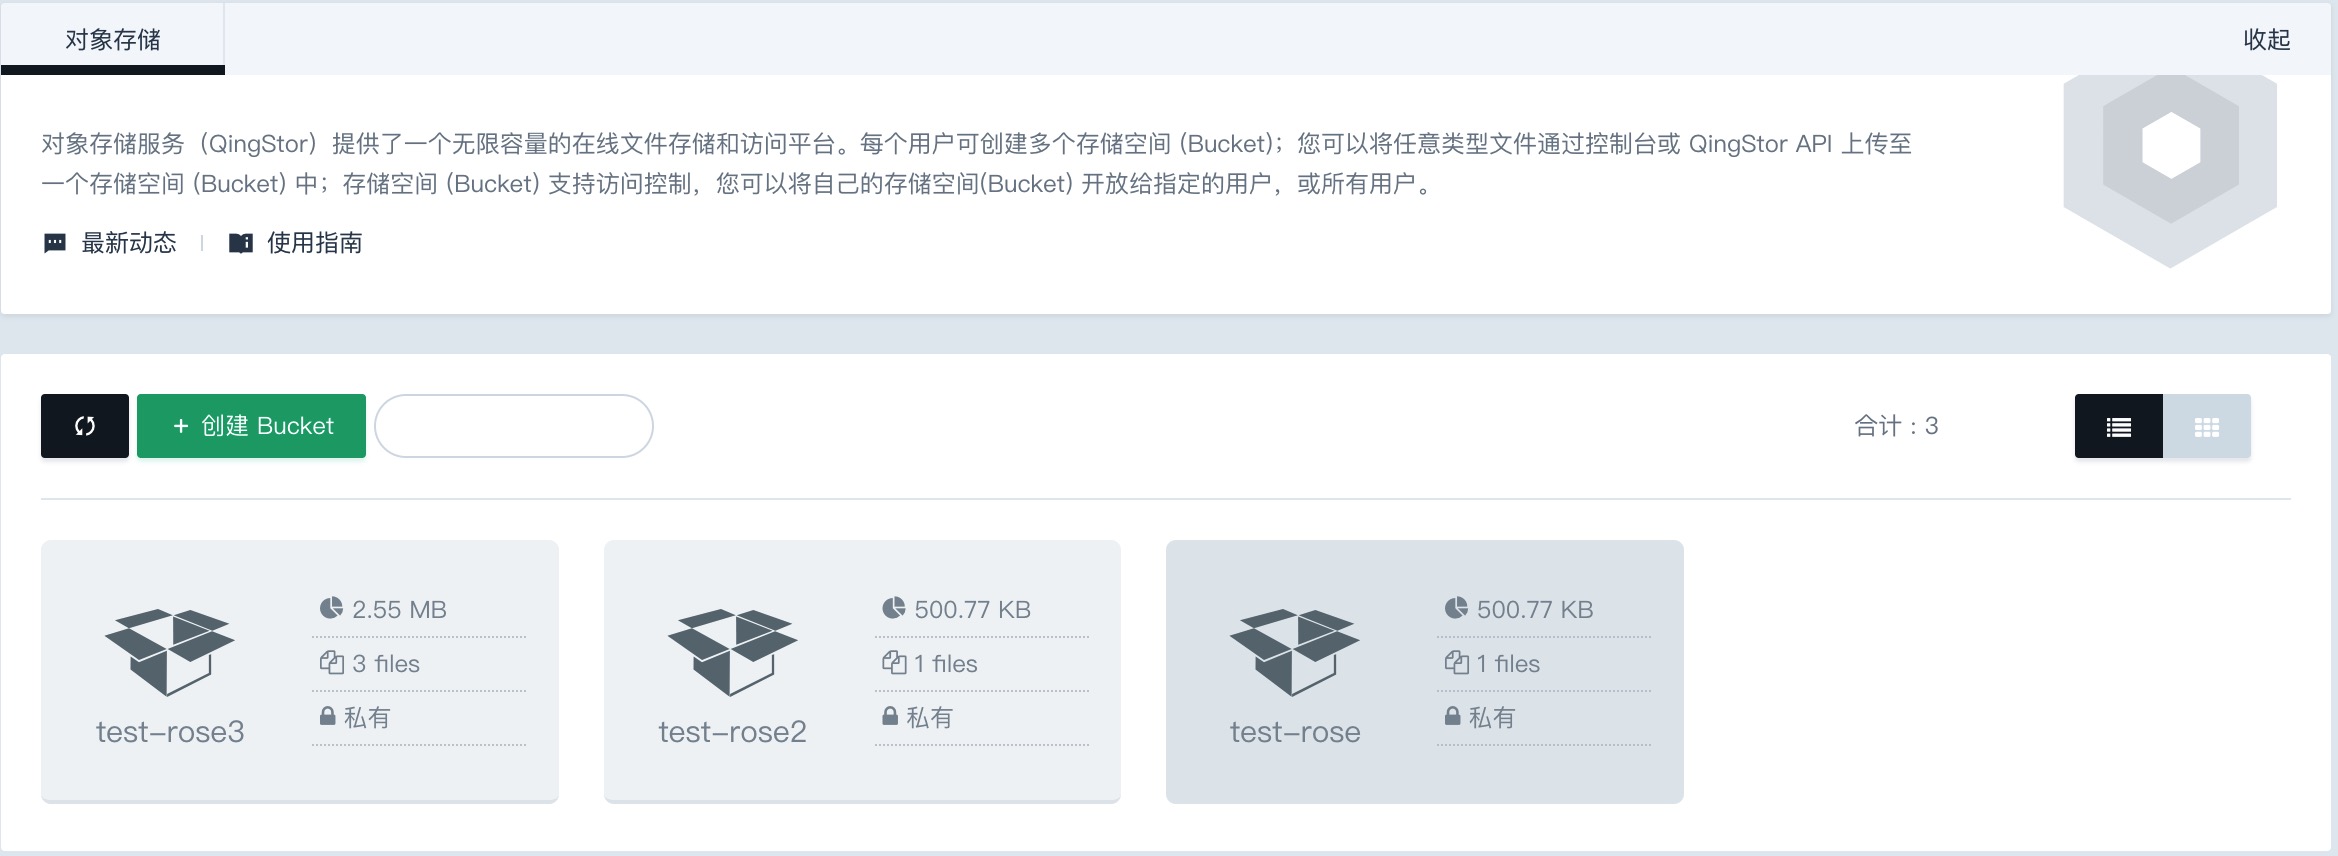 对象存储
收起
对象存储服务（QingStor）提供了一个无限容量的在线文件存储和访问平台。每个用户可创建多个存储空间 (Bucket)；您可以将任意类型文件通过控制台或 QingStor API 上传至
一个存储空间 (Bucket) 中；存储空间 (Bucket) 支持访问控制，您可以将自己的存储空间(Bucket) 开放给指定的用户，或所有用户。
最新动态
使用指南
+ 创建 Bucket
合计 : 3
2.55 MB
3 files
私有
test-rose3
500.77 KB
1 files
私有
test-rose2
500.77 KB
1 files
私有
test-rose